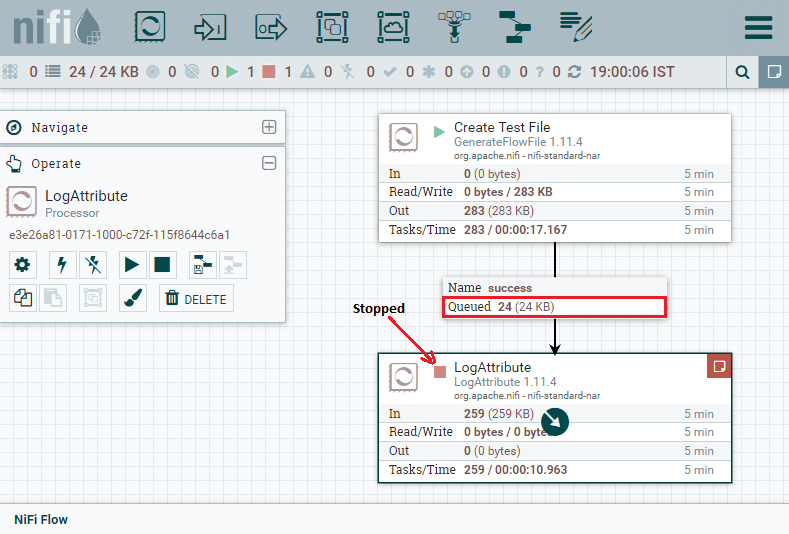 nifi
0 24 / 24 KB 0 0 1 1 0 0 0 0 0 0 0 19:00:06 IST
Navigate
Operate
LogAttribute
Processor
e3e26a81-0171-1000-c72f-115f8644c6a1
DELETE
Create Test File
GenerateFlowFile 1.11.4
org.apache.nifi - nifi-standard-nar
In 0 (0 bytes) 5 min
Read/Write 0 bytes / 283 KB 5 min
Out 283 (283 KB) 5 min
Tasks/Time 283 / 00:00:17.167 5 min
Name success
Queued 24 (24 KB)
Stopped
LogAttribute
LogAttribute 1.11.4
org.apache.nifi - nifi-standard-nar
In 259 (259 KB) 5 min
Read/Write 0 bytes / 0 bytes 5 min
Out 0 (0 bytes) 5 min
Tasks/Time 259 / 00:00:10.963 5 min
NiFi Flow